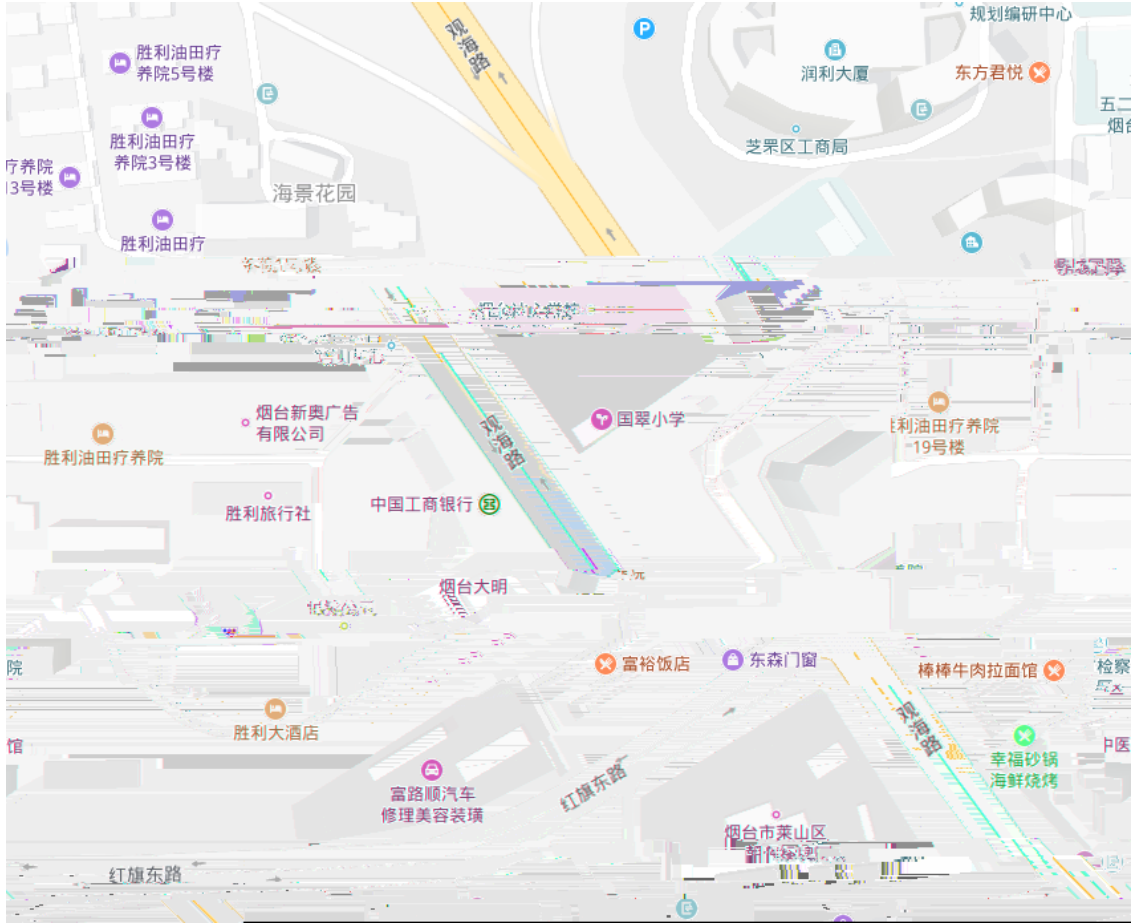 规划编研中心
观海路
胜利油田疗
养院5号楼
润利大厦
东方君悦
五二
烟台
胜利油田疗
养院3号楼
芝罘区工商局
疗养院
13号楼
海景花园
胜利油田疗
烟台新奥广告
有限公司
国翠小学
胜利油田疗养院
19号楼
观海路
胜利油田疗养院
中国工商银行
胜利旅行社
烟台大明
院
富裕饭店
东森门窗
棒棒牛肉拉面馆
检察
胜利大酒店
观海路
馆
中医
幸福砂锅
海鲜烧烤
富路顺汽车
修理美容装璜
红旗东路
烟台市莱山区
红旗东路